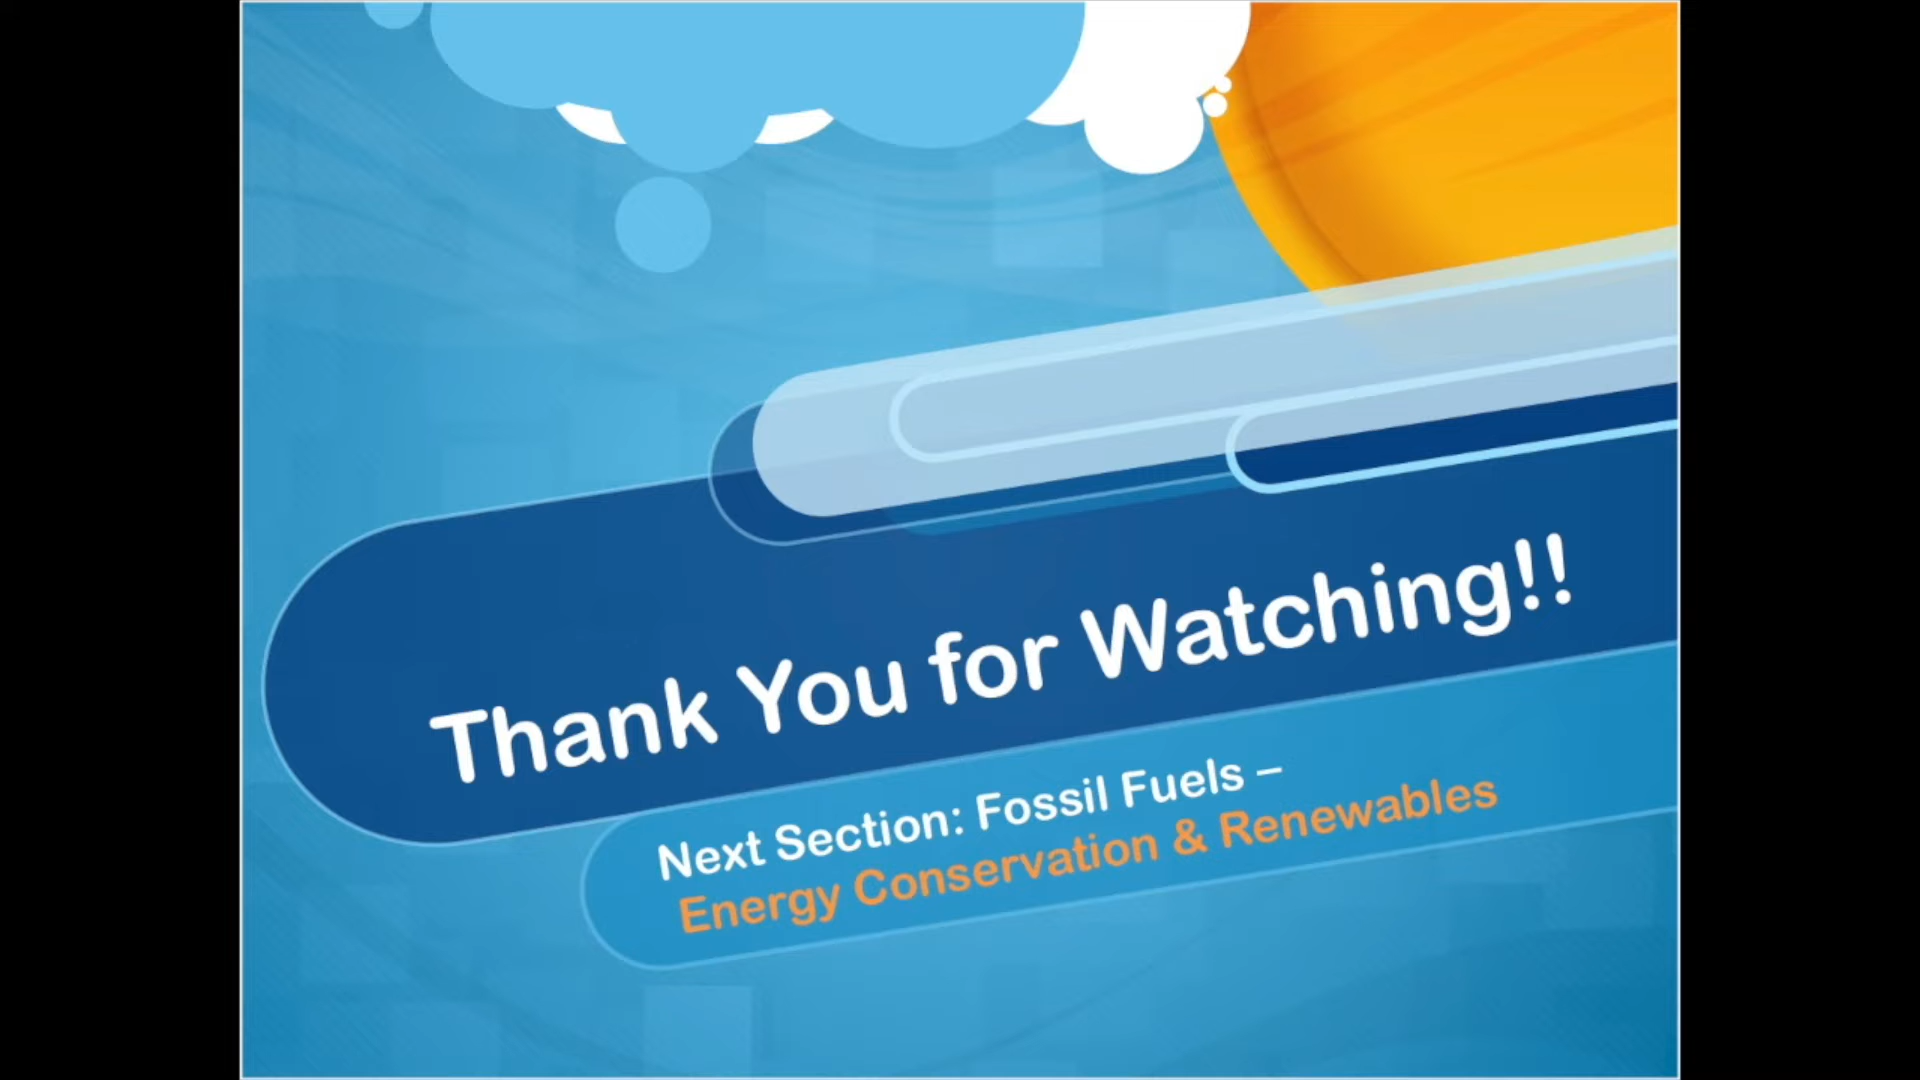 Thank You for Watching!!
Next Section: Fossil Fuels –
Energy Conservation & Renewables